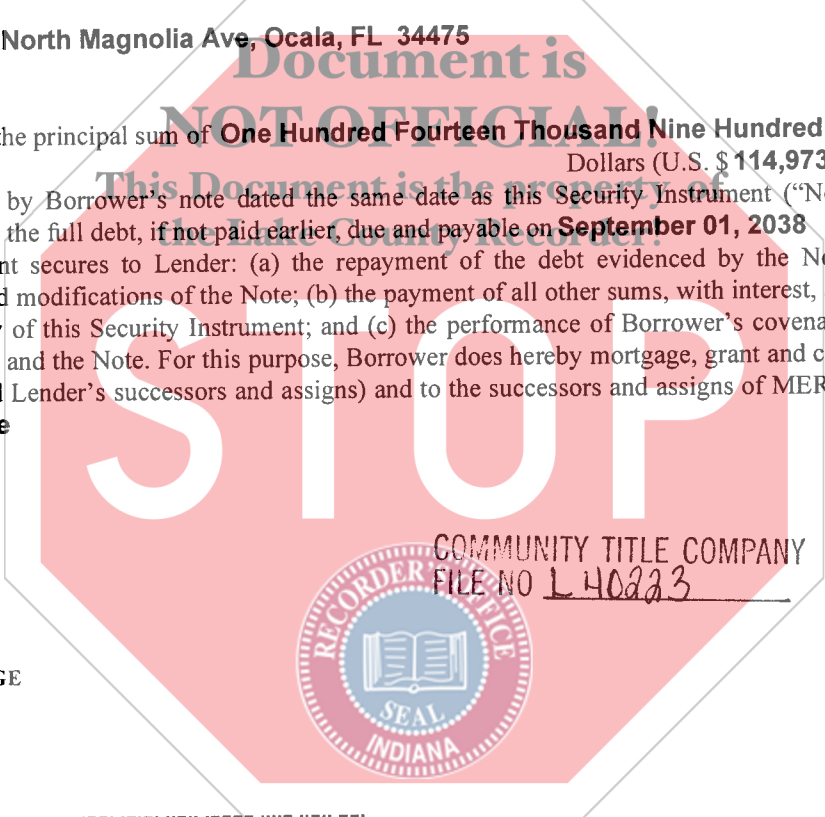 North Magnolia Ave, Ocala, FL 34475
Document is
NOT OFFICIAL!
the principal sum of One Hundred Fourteen Thousand Nine Hundred
Dollars (U.S. $ 114,973
This Document is the property of
by Borrower's note dated the same date as this Security Instrument (“No
the full debt, if not paid earlier, due and payable on September 01, 2038
the Lake County Recorder!
nt secures to Lender: (a) the repayment of the debt evidenced by the No
d modifications of the Note; (b) the payment of all other sums, with interest,
of this Security Instrument; and (c) the performance of Borrower's covena
and the Note. For this purpose, Borrower does hereby mortgage, grant and c
Lender's successors and assigns) and to the successors and assigns of MER
e
STOP
COMMUNITY TITLE COMPANY
FILE NO L 40223
RECORDER'S OFFICE
SEAL
INDIANA
GE